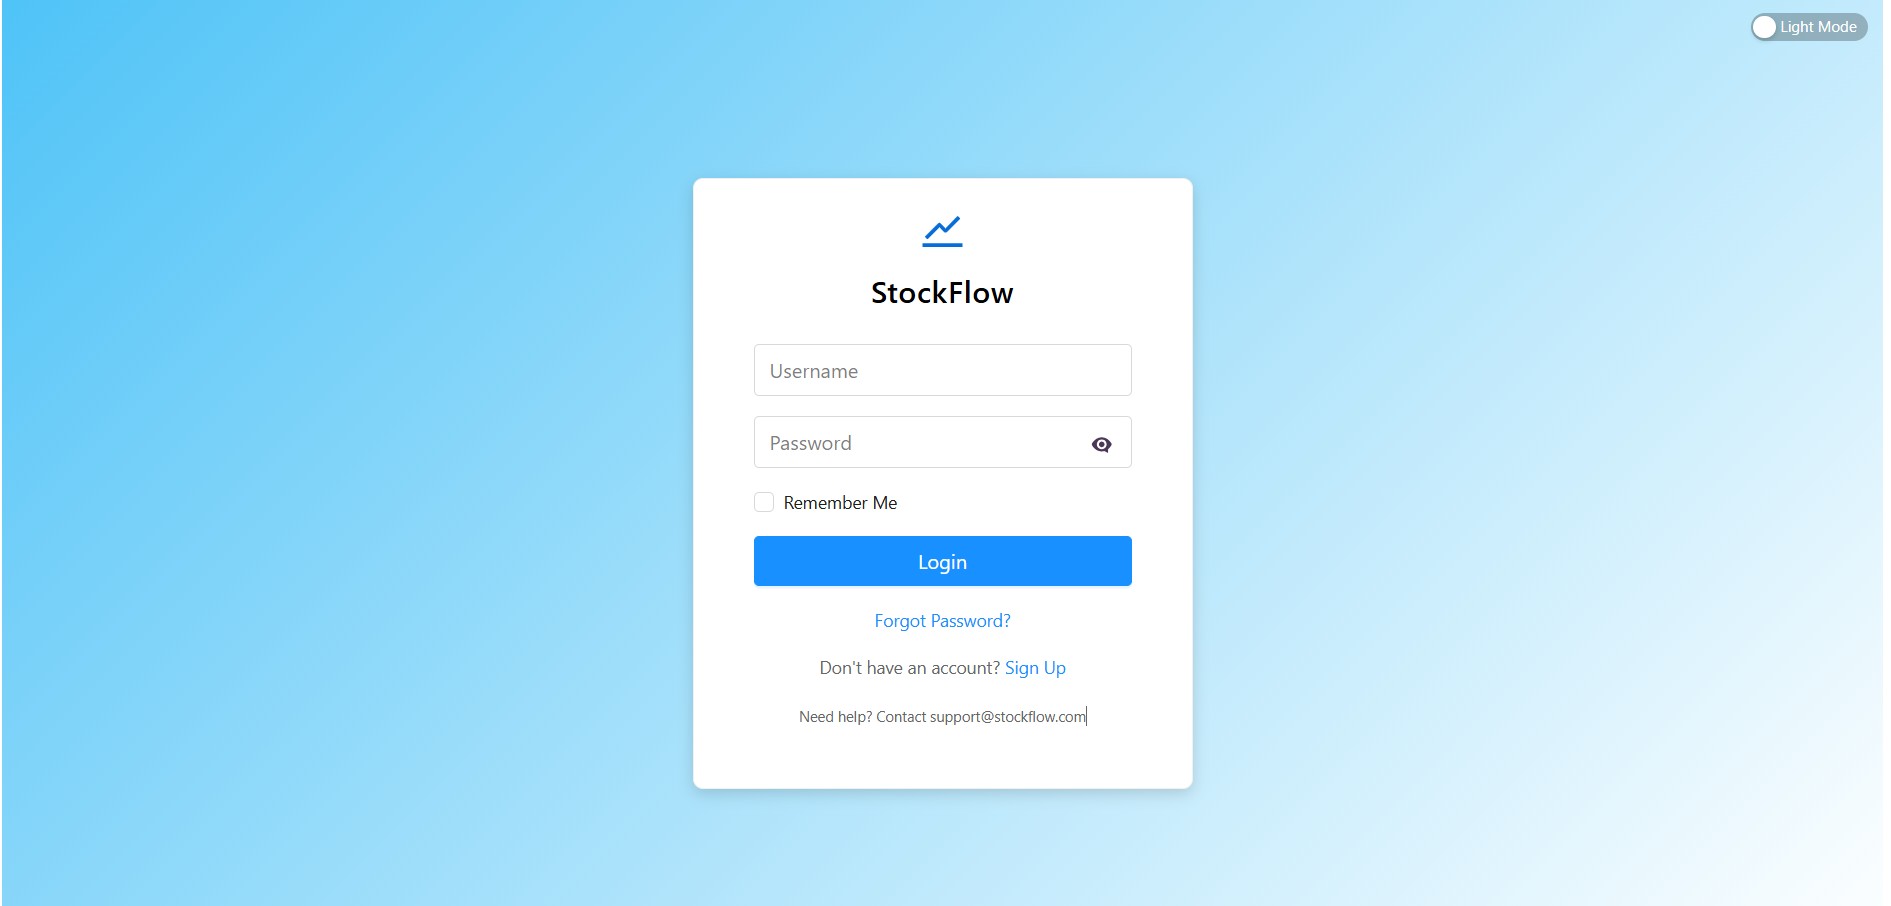 Light Mode
StockFlow
Username
Password
Remember Me
Login
Forgot Password?
Don't have an account? Sign Up
Need help? Contact support@stockflow.com